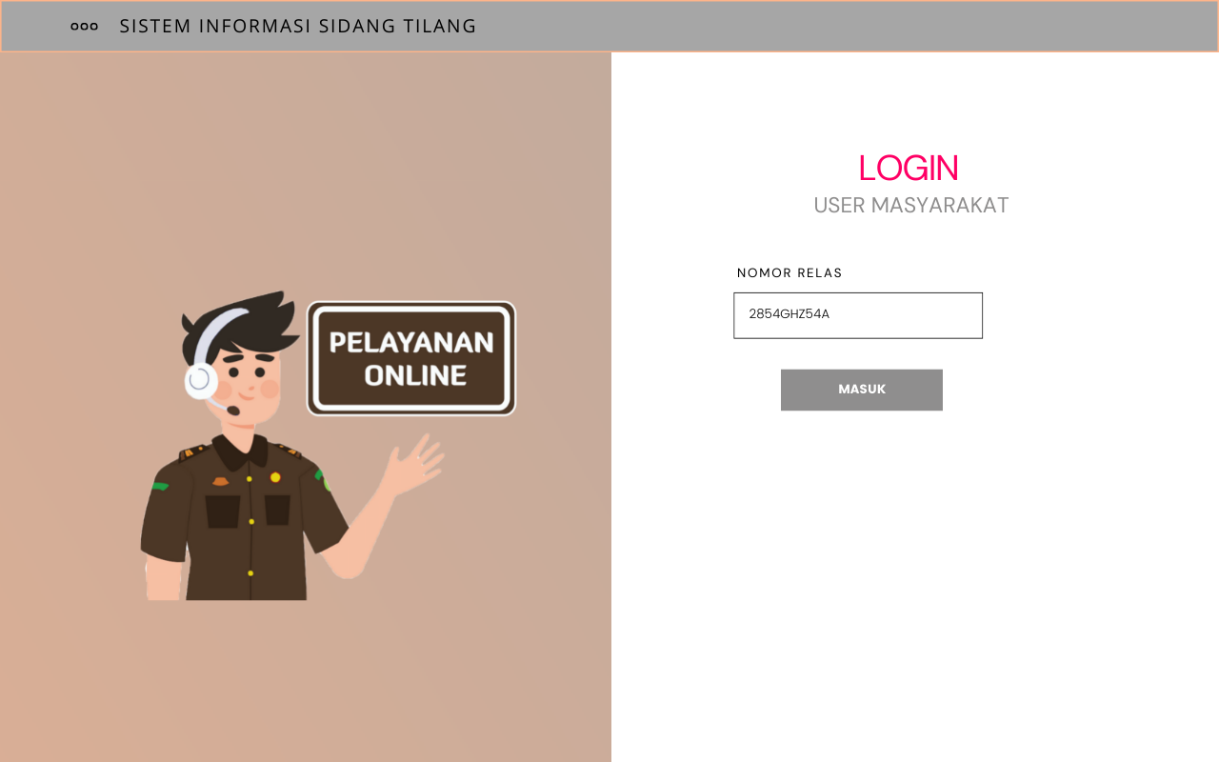 SISTEM INFORMASI SIDANG TILANG
PELAYANAN
ONLINE
LOGIN
USER MASYARAKAT
NOMOR RELAS
2854GHZ54A
MASUK